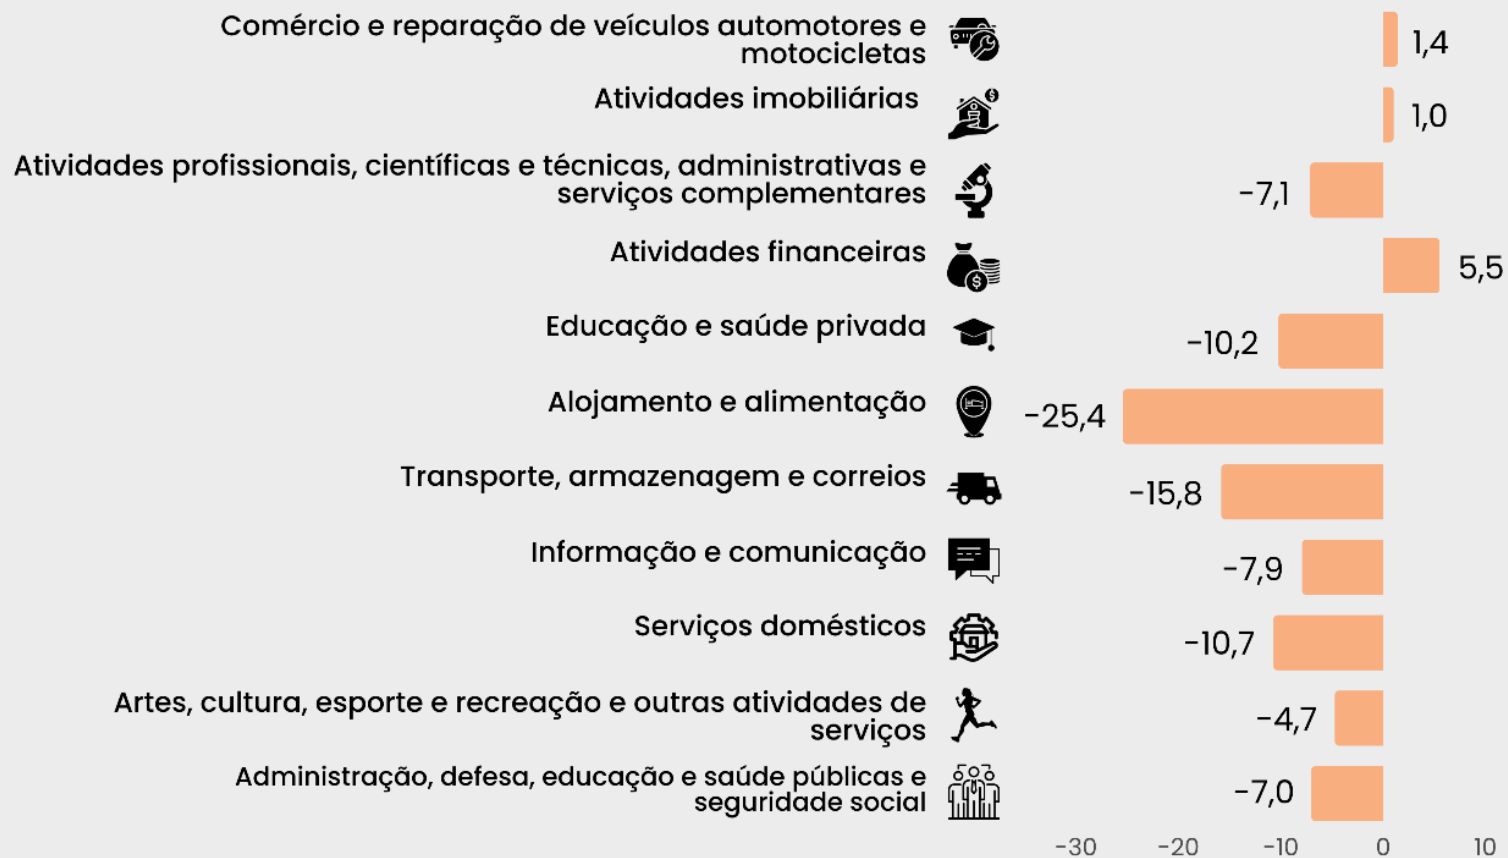 Comércio e reparação de veículos automotores e
motocicletas
1,4
Atividades imobiliárias
1,0
Atividades profissionais, científicas e técnicas, administrativas e
serviços complementares
-7,1
Atividades financeiras
5,5
Educação e saúde privada
-10,2
Alojamento e alimentação
-25,4
Transporte, armazenagem e correios
-15,8
Informação e comunicação
-7,9
Serviços domésticos
-10,7
Artes, cultura, esporte e recreação e outras atividades de
serviços
-4,7
Administração, defesa, educação e saúde públicas e
seguridade social
-7,0
-30 -20 -10 0 10